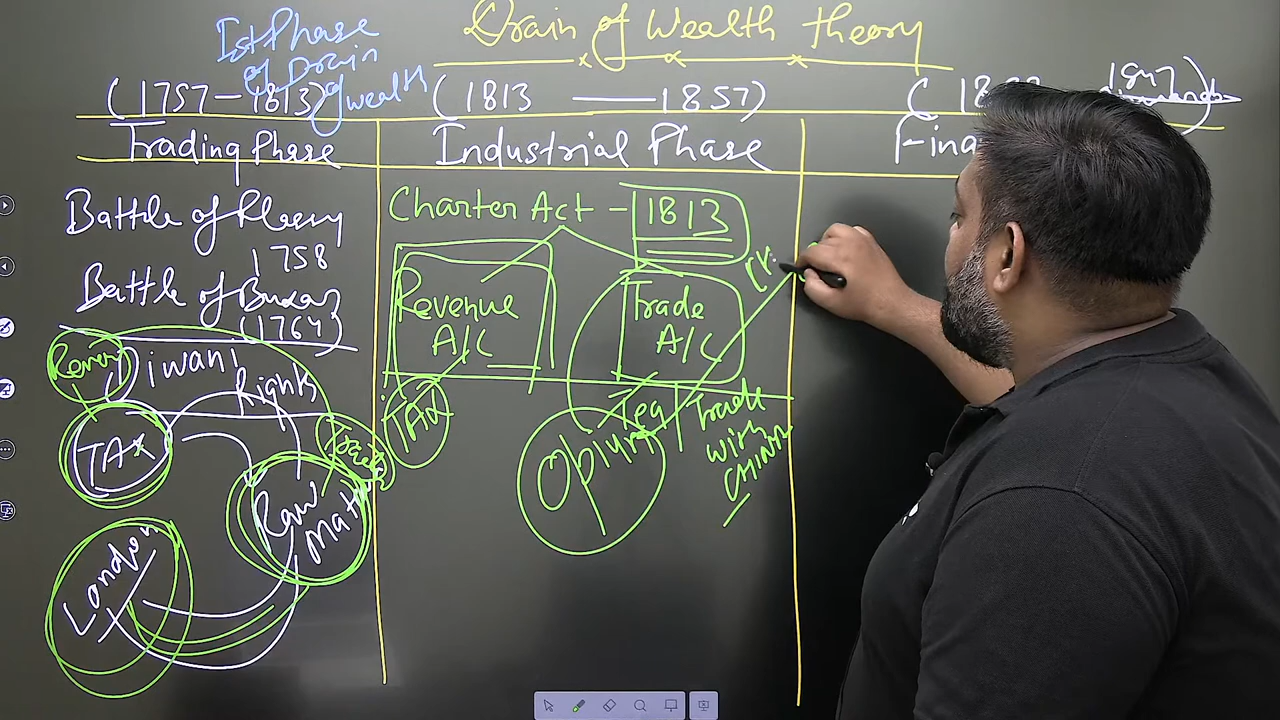 Drain of Wealth theory
Ist Phase
of Drain
of wealth
(1757-1813)
(1813 — 1857)
1947)
Trading Phase
Industrial Phase
Fina
Battle of Plessy
1758
Battle of Buxar
(1764)
Diwani
Rights
TAX
Raw
Mat
London
Charter Act - 1813
Revenue
A/C
Trade
A/C
TAX
Tea
Trade
with
CHINA
Opium